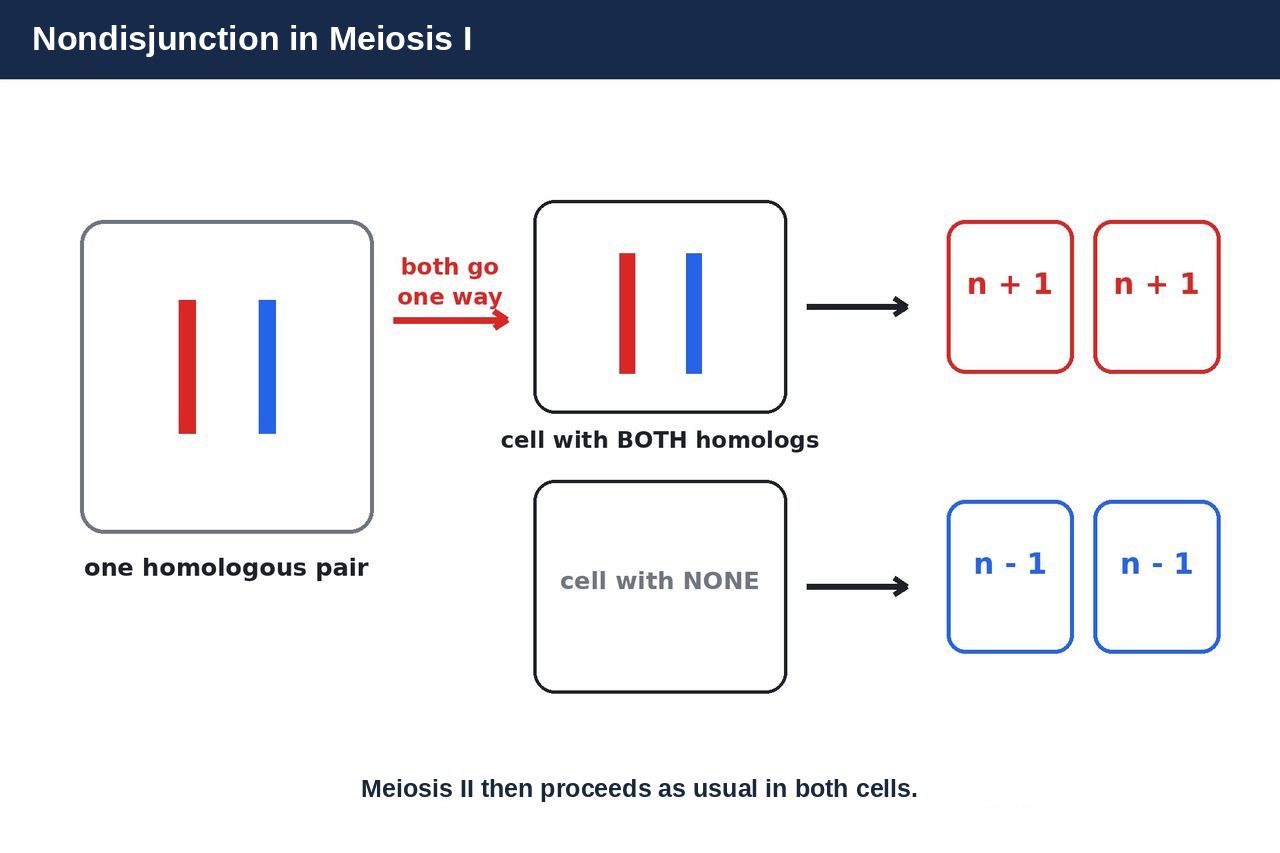 Nondisjunction in Meiosis I
both go
one way
n + 1
n + 1
cell with BOTH homologs
one homologous pair
cell with NONE
n - 1
n - 1
Meiosis II then proceeds as usual in both cells.